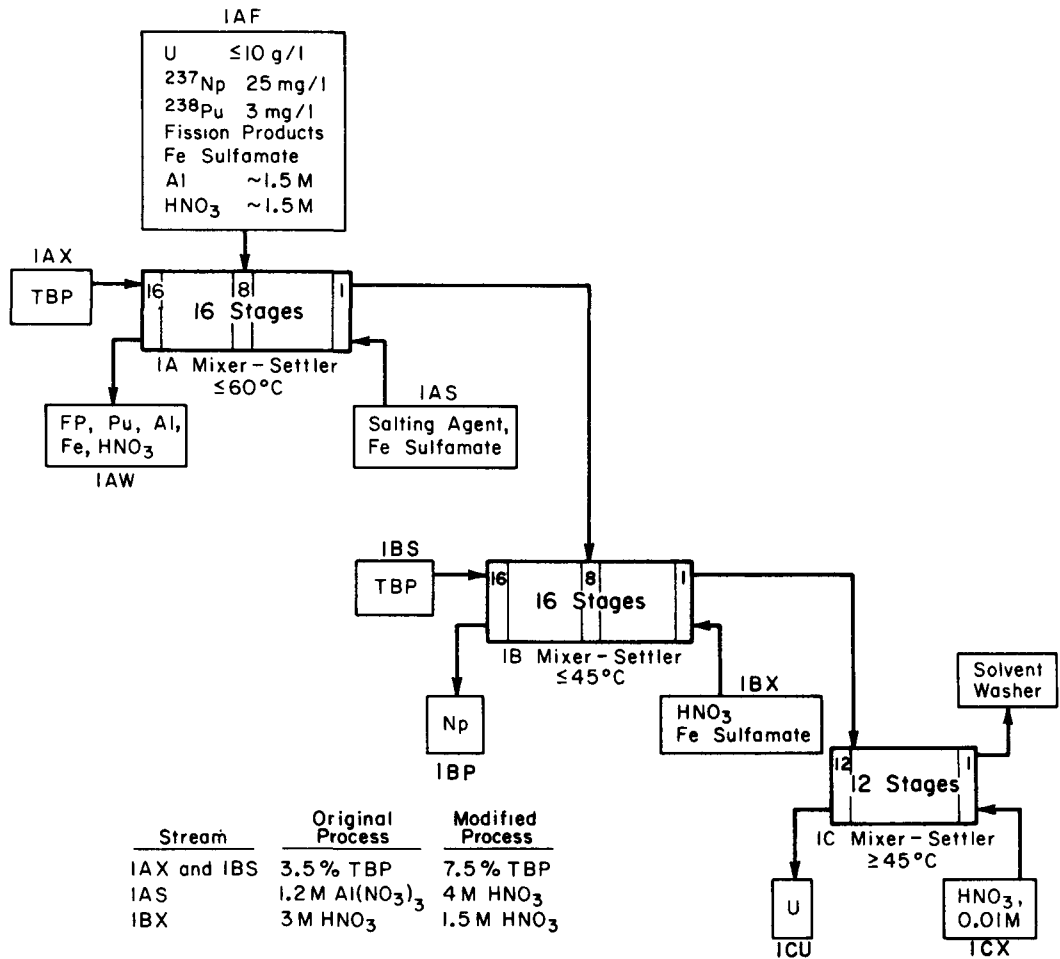 IAF
U ≤10 g/l
237Np 25 mg/l
238Pu 3 mg/l
Fission Products
Fe Sulfamate
Al ~1.5 M
HNO3 ~1.5 M
IAX
TBP
16 8 1
16 Stages
IA Mixer-Settler
≤60°C
FP, Pu, Al,
Fe, HNO3
IAW
IAS
Salting Agent,
Fe Sulfamate
IBS
TBP
16 8 1
16 Stages
IB Mixer-Settler
≤45°C
Np
IBP
IBX
HNO3
Fe Sulfamate
Solvent
Washer
12 1
12 Stages
IC Mixer-Settler
≥45°C
U
ICU
HNO3,
0.01M
ICX
Stream Original Process Modified Process
IAX and IBS 3.5% TBP 7.5% TBP
IAS 1.2M Al(NO3)3 4M HNO3
IBX 3M HNO3 1.5M HNO3